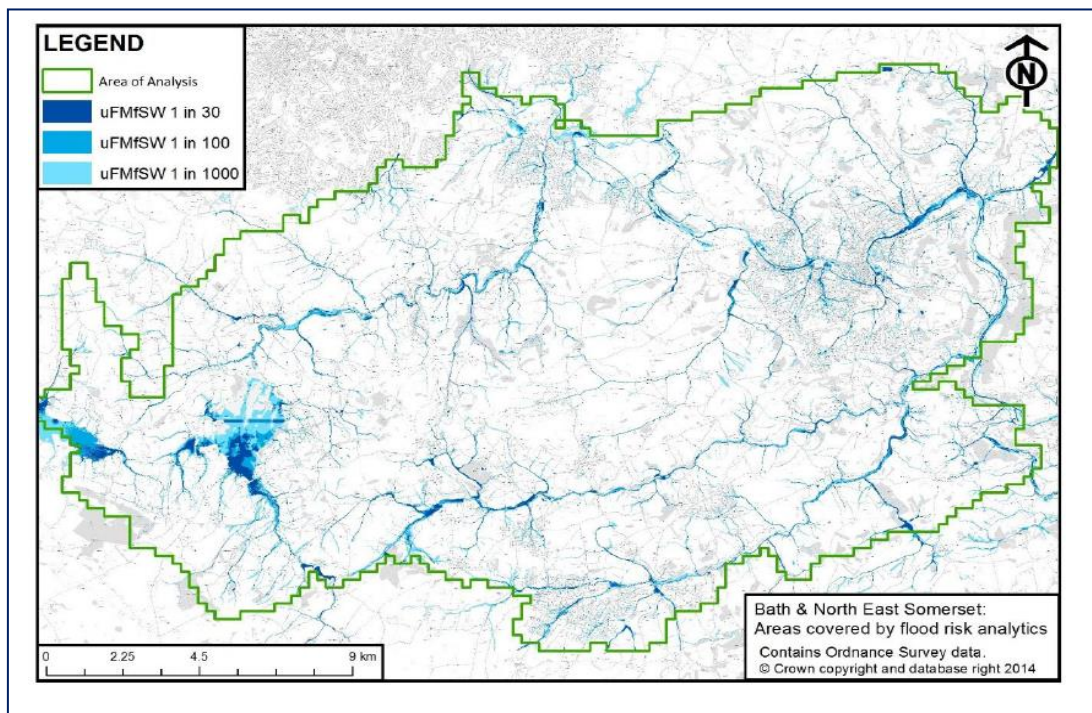 LEGEND
Area of Analysis
uFMfSW 1 in 30
uFMfSW 1 in 100
uFMfSW 1 in 1000
N
0 2.25 4.5 9 km
Bath & North East Somerset:
Areas covered by flood risk analytics
Contains Ordnance Survey data.
© Crown copyright and database right 2014